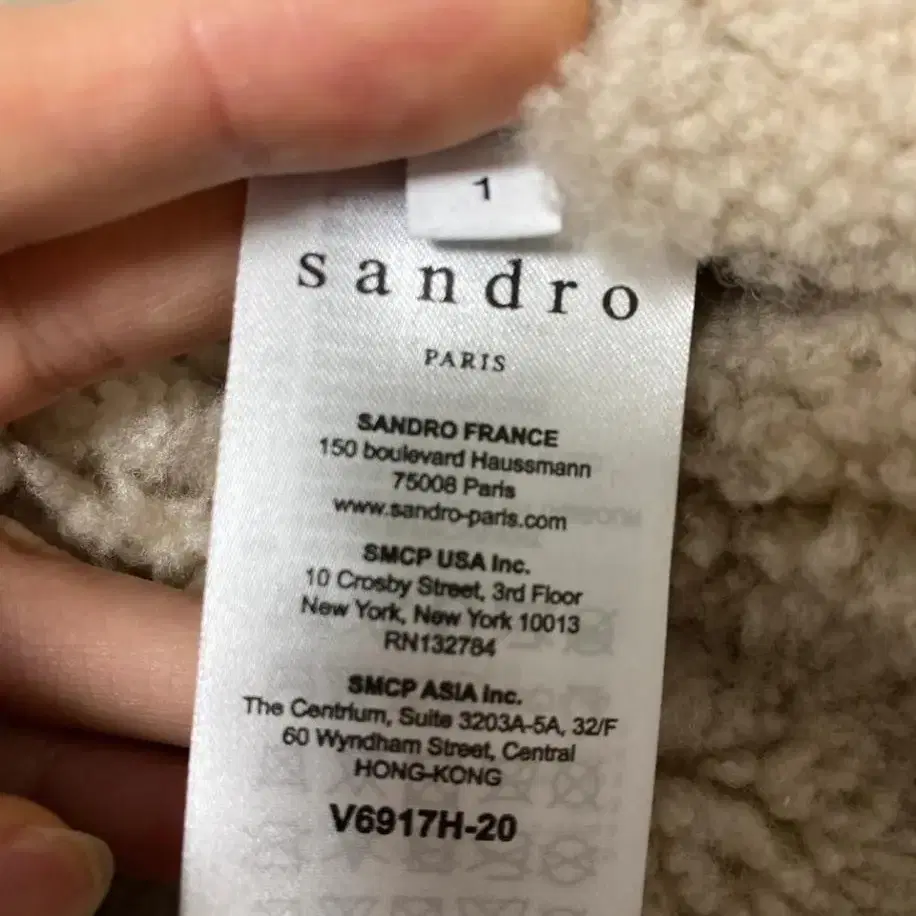 1
sandro
PARIS
SANDRO FRANCE
150 boulevard Haussmann
75008 Paris
www.sandro-paris.com
SMCP USA Inc.
10 Crosby Street, 3rd Floor
New York, New York 10013
RN132784
SMCP ASIA Inc.
The Centrium, Suite 3203A-5A, 32/F
60 Wyndham Street, Central
HONG-KONG
V6917H-20